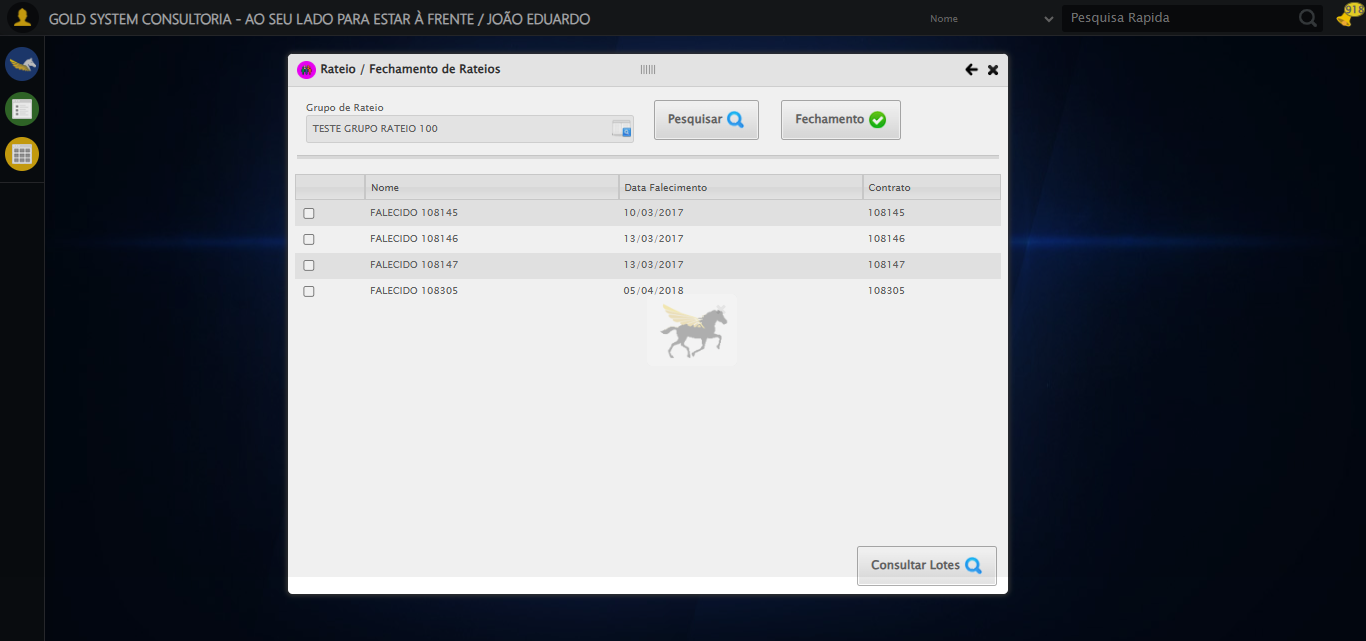 GOLD SYSTEM CONSULTORIA - AO SEU LADO PARA ESTAR À FRENTE / JOÃO EDUARDO
Nome
Pesquisa Rapida
918
Rateio / Fechamento de Rateios
Grupo de Rateio
TESTE GRUPO RATEIO 100
Pesquisar
Fechamento
Nome Data Falecimento Contrato
FALECIDO 108145 10/03/2017 108145
FALECIDO 108146 13/03/2017 108146
FALECIDO 108147 13/03/2017 108147
FALECIDO 108305 05/04/2018 108305
Consultar Lotes